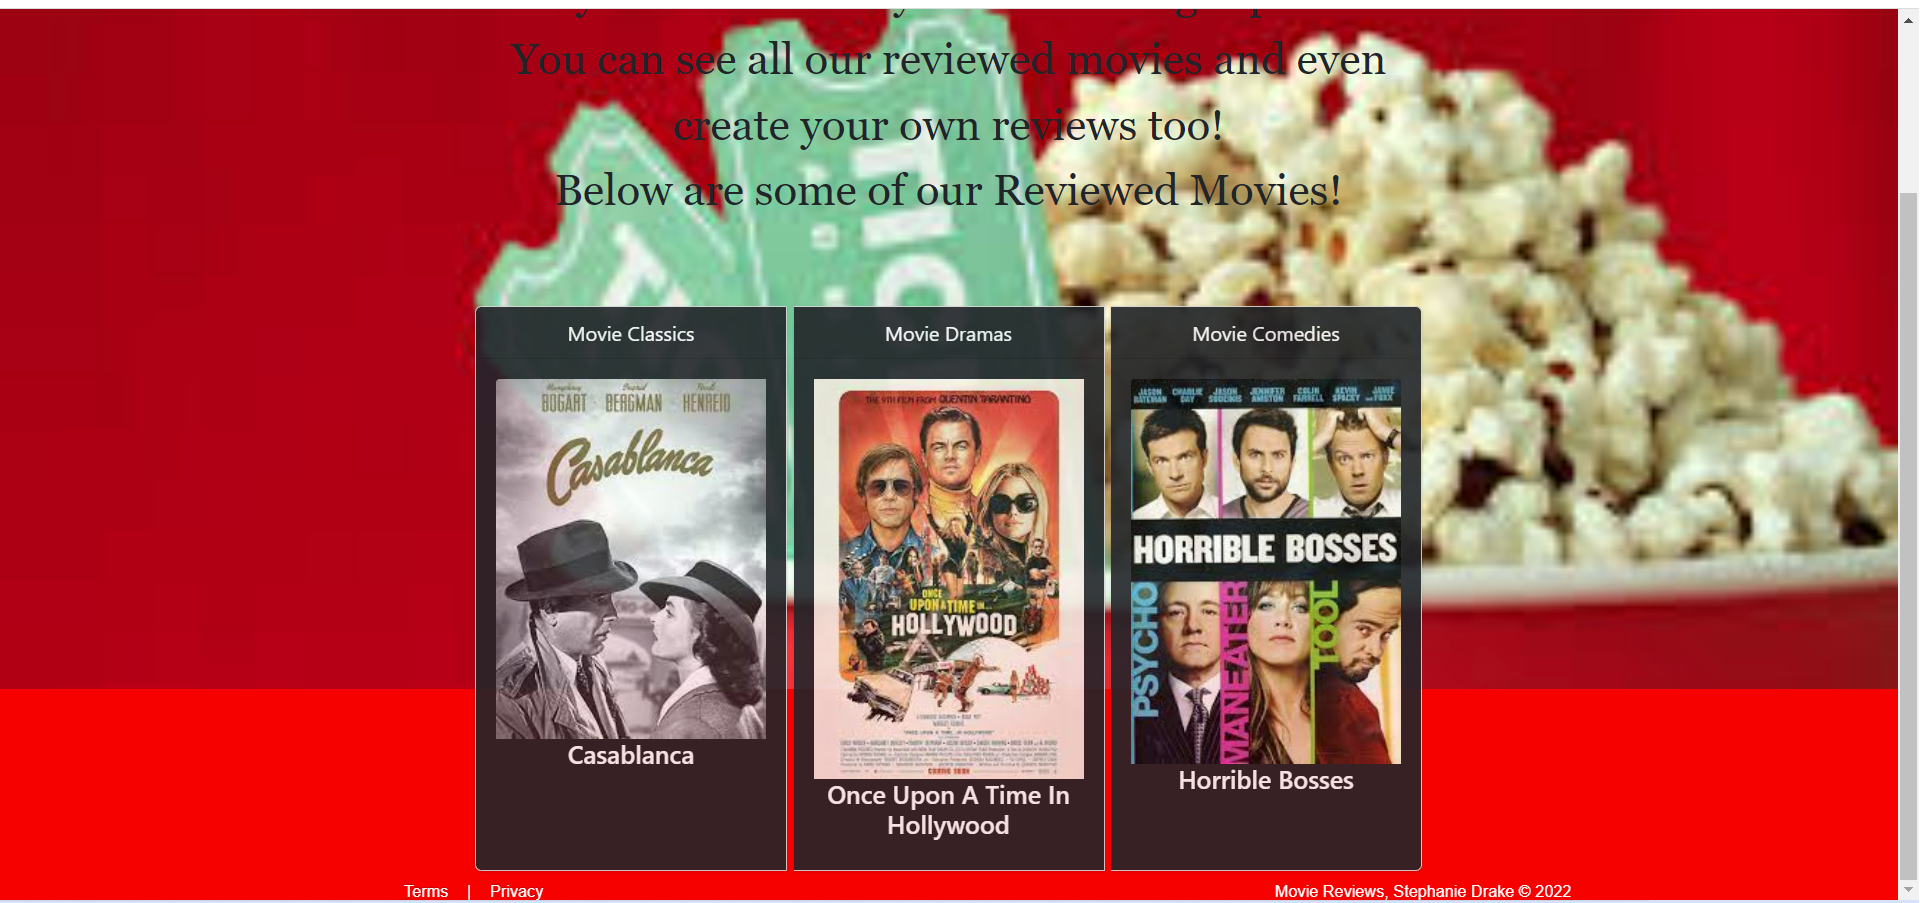 You can see all our reviewed movies and even
create your own reviews too!
Below are some of our Reviewed Movies!
Movie Classics
Movie Dramas
Movie Comedies
BOGART BERGMAN HENREID
Casablanca
Casablanca
THE 9TH FILM FROM QUENTIN TARANTINO
ONCE
UPON A TIME IN...
HOLLYWOOD
COMING SOON
Once Upon A Time In
Hollywood
JASON BATEMAN CHARLIE DAY JASON SUDEIKIS JENNIFER ANISTON COLIN FARRELL KEVIN SPACEY AND JAMIE FOXX
HORRIBLE BOSSES
PSYCHO
MANEATER
TOOL
Horrible Bosses
Terms | Privacy
Movie Reviews, Stephanie Drake © 2022